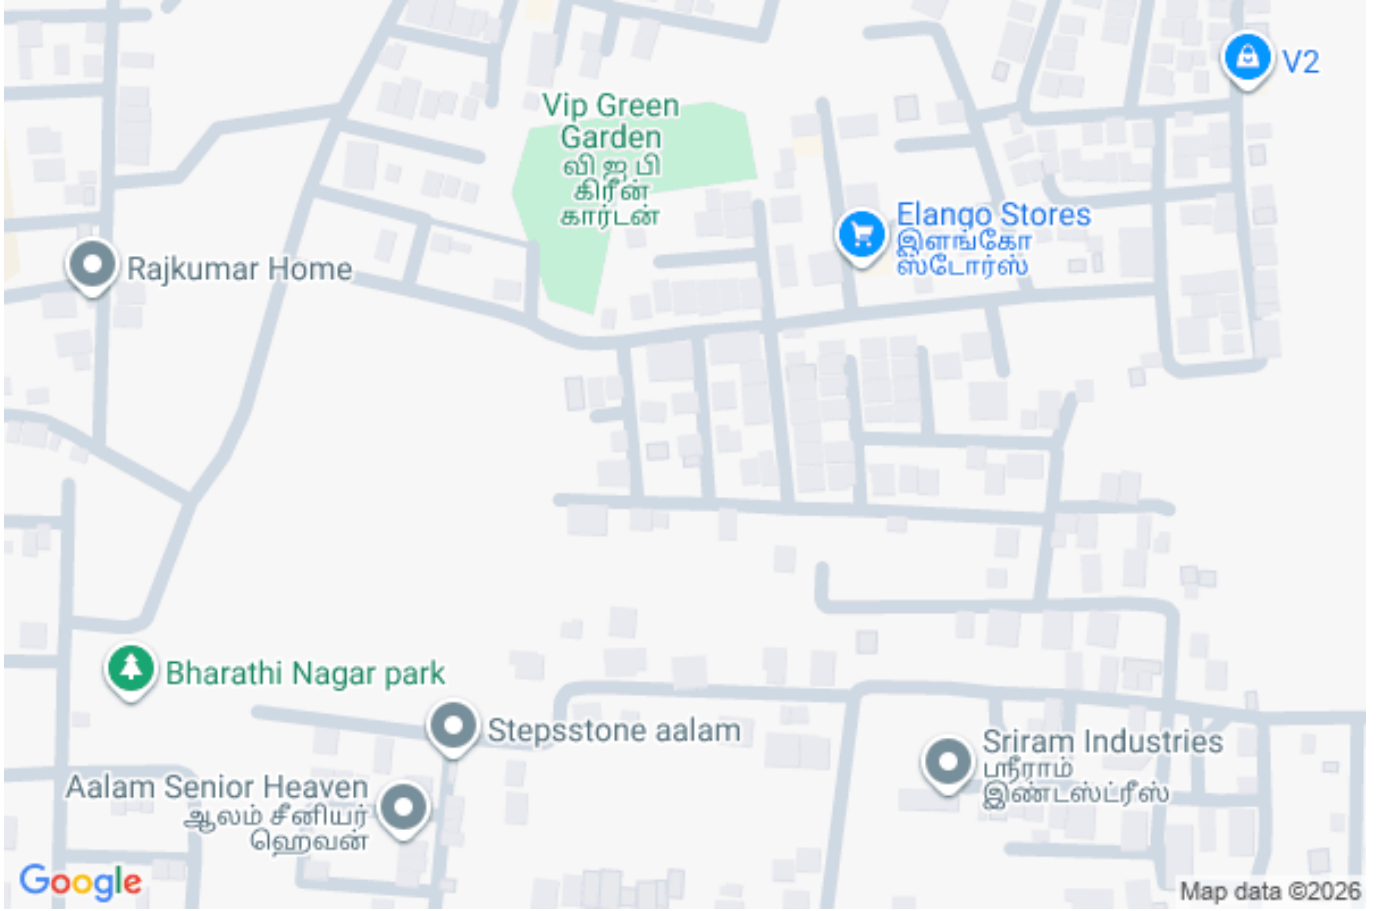 V2
Vip Green
Garden
வி ஐ பி
கிரீன்
கார்டன்
Elango Stores
இளங்கோ
ஸ்டோர்ஸ்
Rajkumar Home
Bharathi Nagar park
Stepsstone aalam
Sriram Industries
ஸ்ரீராம்
இண்டஸ்ட்ரீஸ்
Aalam Senior Heaven
ஆலம் சீனியர்
ஹெவன்
Google
Map data ©2026